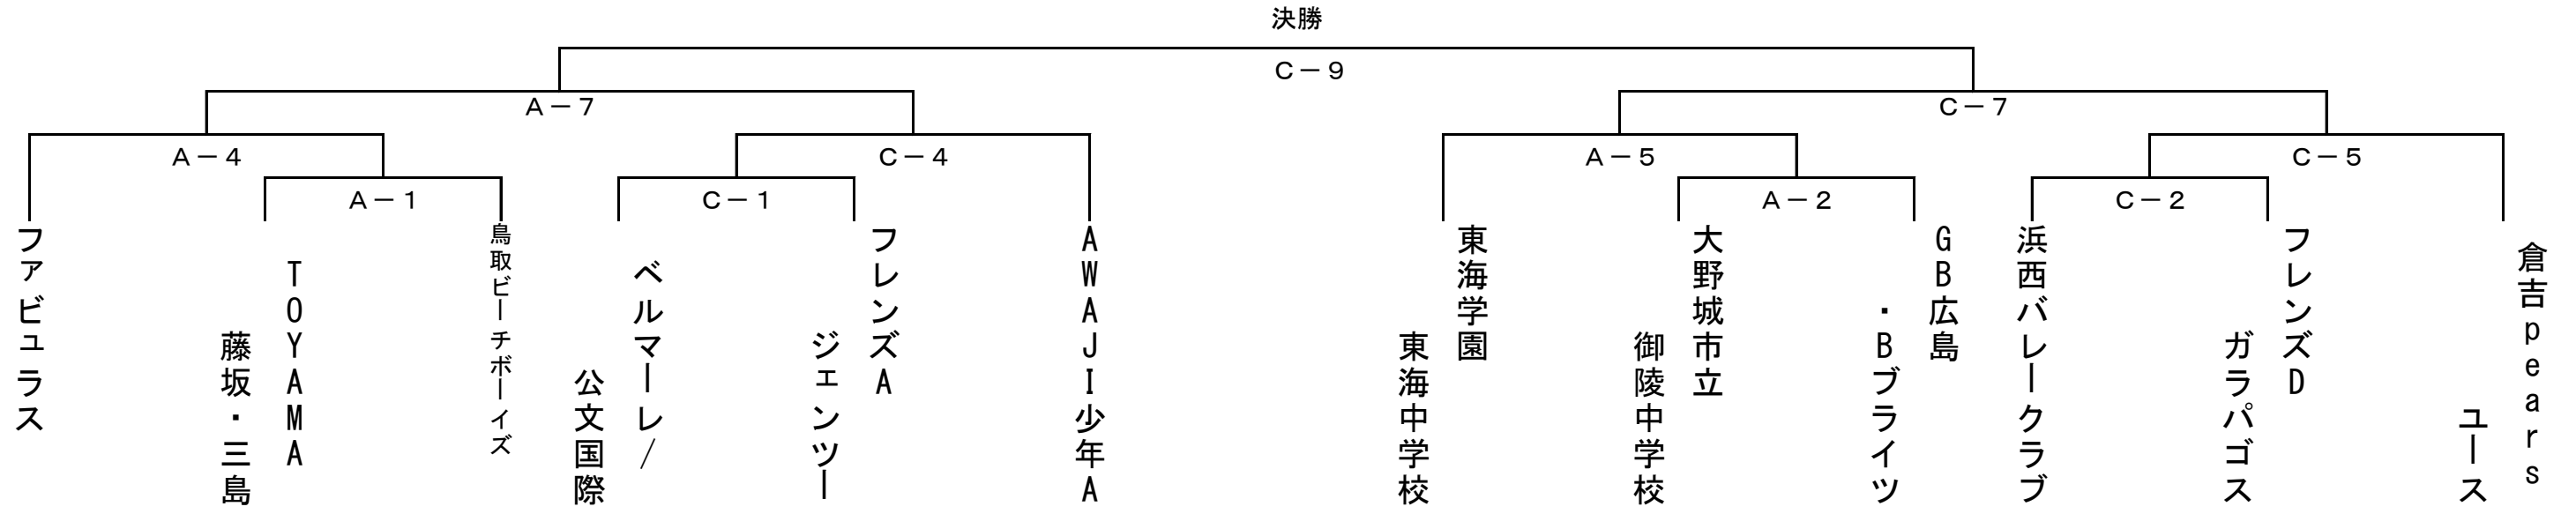 決勝
Ｃ－９
Ａ－７
Ｃ－７
Ａ－４
Ｃ－４
Ａ－５
Ｃ－５
Ａ－１
Ｃ－１
Ａ－２
Ｃ－２
ファビュラス
TOYAMA
藤坂・三島
鳥取ビーチボーイズ
ベルマーレ/
公文国際
フレンズA
ジェンツー
AWAJI少年A
東海学園
東海中学校
大野城市立
御陵中学校
GB広島
・Bブライツ
浜西バレークラブ
フレンズD
ガラパゴス
倉吉pears
ユース